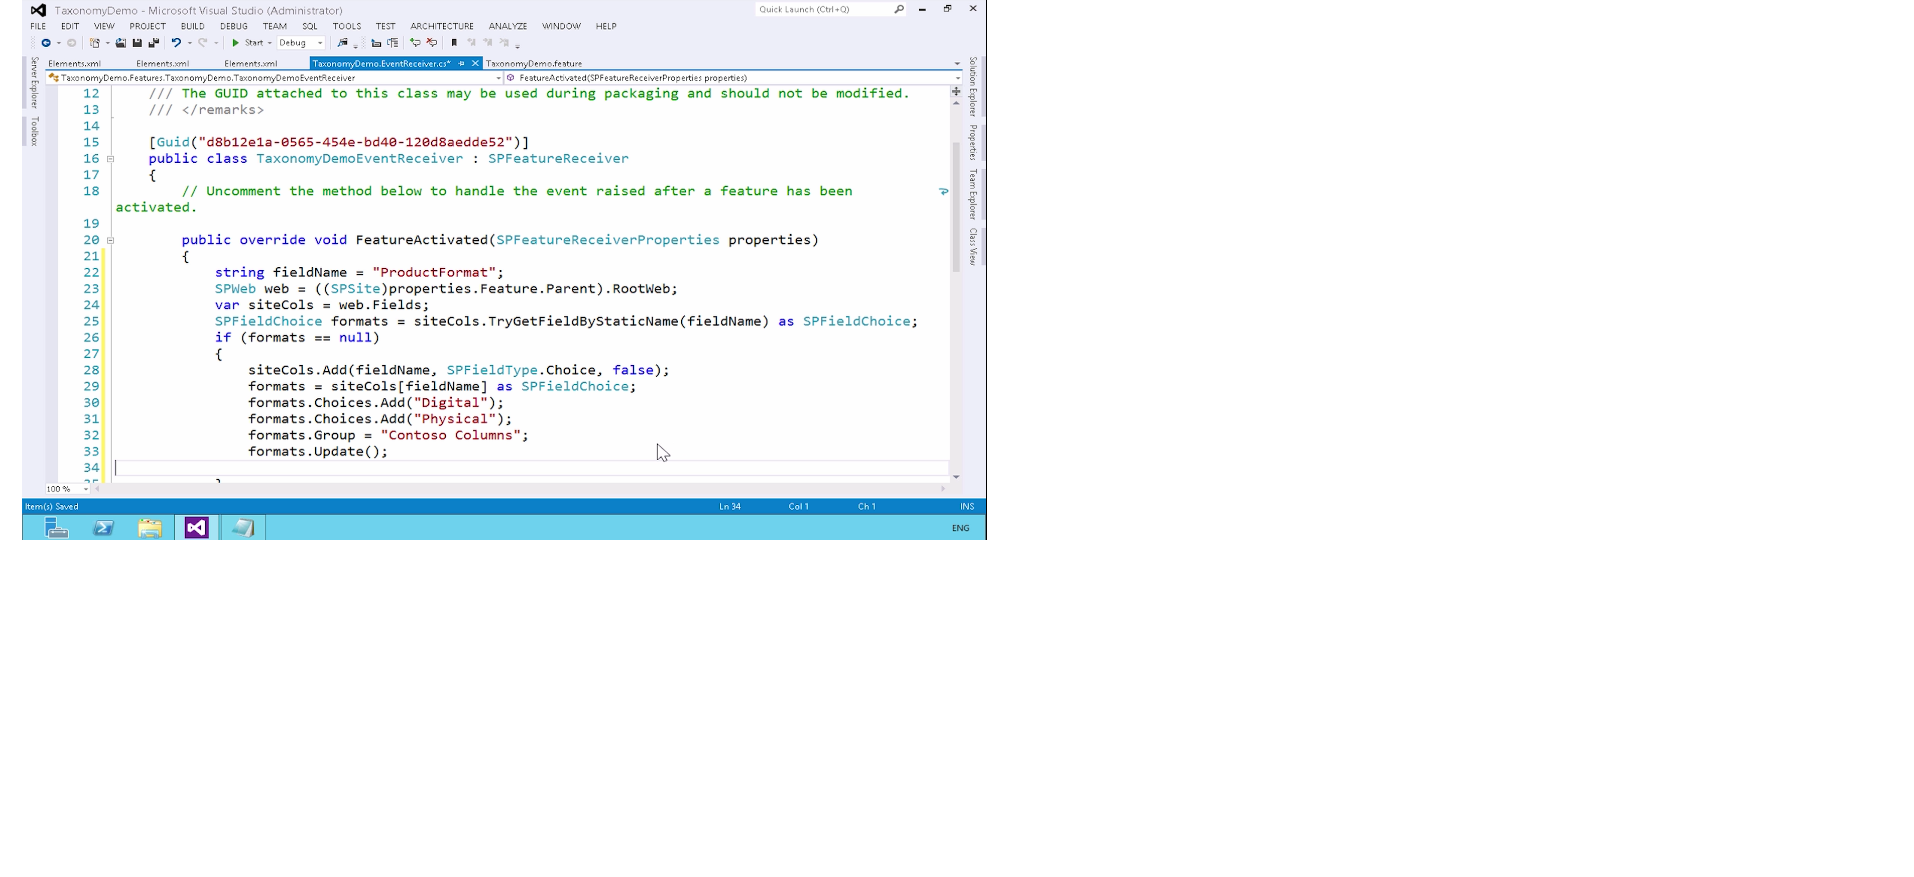 TaxonomyDemo - Microsoft Visual Studio (Administrator)
Quick Launch (Ctrl+Q)
FILE EDIT VIEW PROJECT BUILD DEBUG TEAM SQL TOOLS TEST ARCHITECTURE ANALYZE WINDOW HELP
Start Debug
Elements.xml Elements.xml Elements.xml TaxonomyDemo.EventReceiver.cs* TaxonomyDemo.feature
TaxonomyDemo.Features.TaxonomyDemo.TaxonomyDemoEventReceiver FeatureActivated(SPFeatureReceiverProperties properties)
Server Explorer
Toolbox
12 /// The GUID attached to this class may be used during packaging and should not be modified.
13 /// </remarks>
14
15 [Guid("d8b12e1a-0565-454e-bd40-120d8aedde52")]
16 public class TaxonomyDemoEventReceiver : SPFeatureReceiver
17 {
18 // Uncomment the method below to handle the event raised after a feature has been
activated.
19
20 public override void FeatureActivated(SPFeatureReceiverProperties properties)
21 {
22 string fieldName = "ProductFormat";
23 SPWeb web = ((SPSite)properties.Feature.Parent).RootWeb;
24 var siteCols = web.Fields;
25 SPFieldChoice formats = siteCols.TryGetFieldByStaticName(fieldName) as SPFieldChoice;
26 if (formats == null)
27 {
28 siteCols.Add(fieldName, SPFieldType.Choice, false);
29 formats = siteCols[fieldName] as SPFieldChoice;
30 formats.Choices.Add("Digital");
31 formats.Choices.Add("Physical");
32 formats.Group = "Contoso Columns";
33 formats.Update();
34
35 }
Solution Explorer
Properties
Team Explorer
Class View
100 %
Item(s) Saved Ln 34 Col 1 Ch 1 INS
ENG